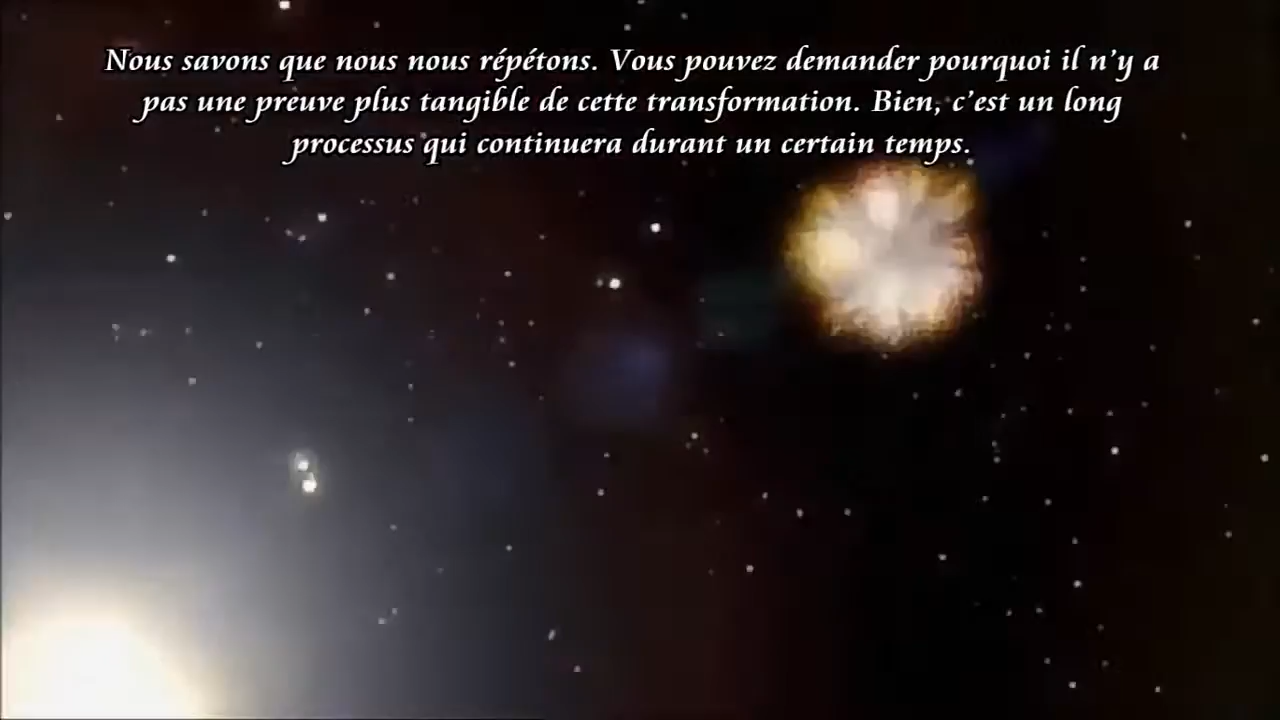 Nous savons que nous nous répétons. Vous pouvez demander pourquoi il n'y a
pas une preuve plus tangible de cette transformation. Bien, c'est un long
processus qui continuera durant un certain temps.